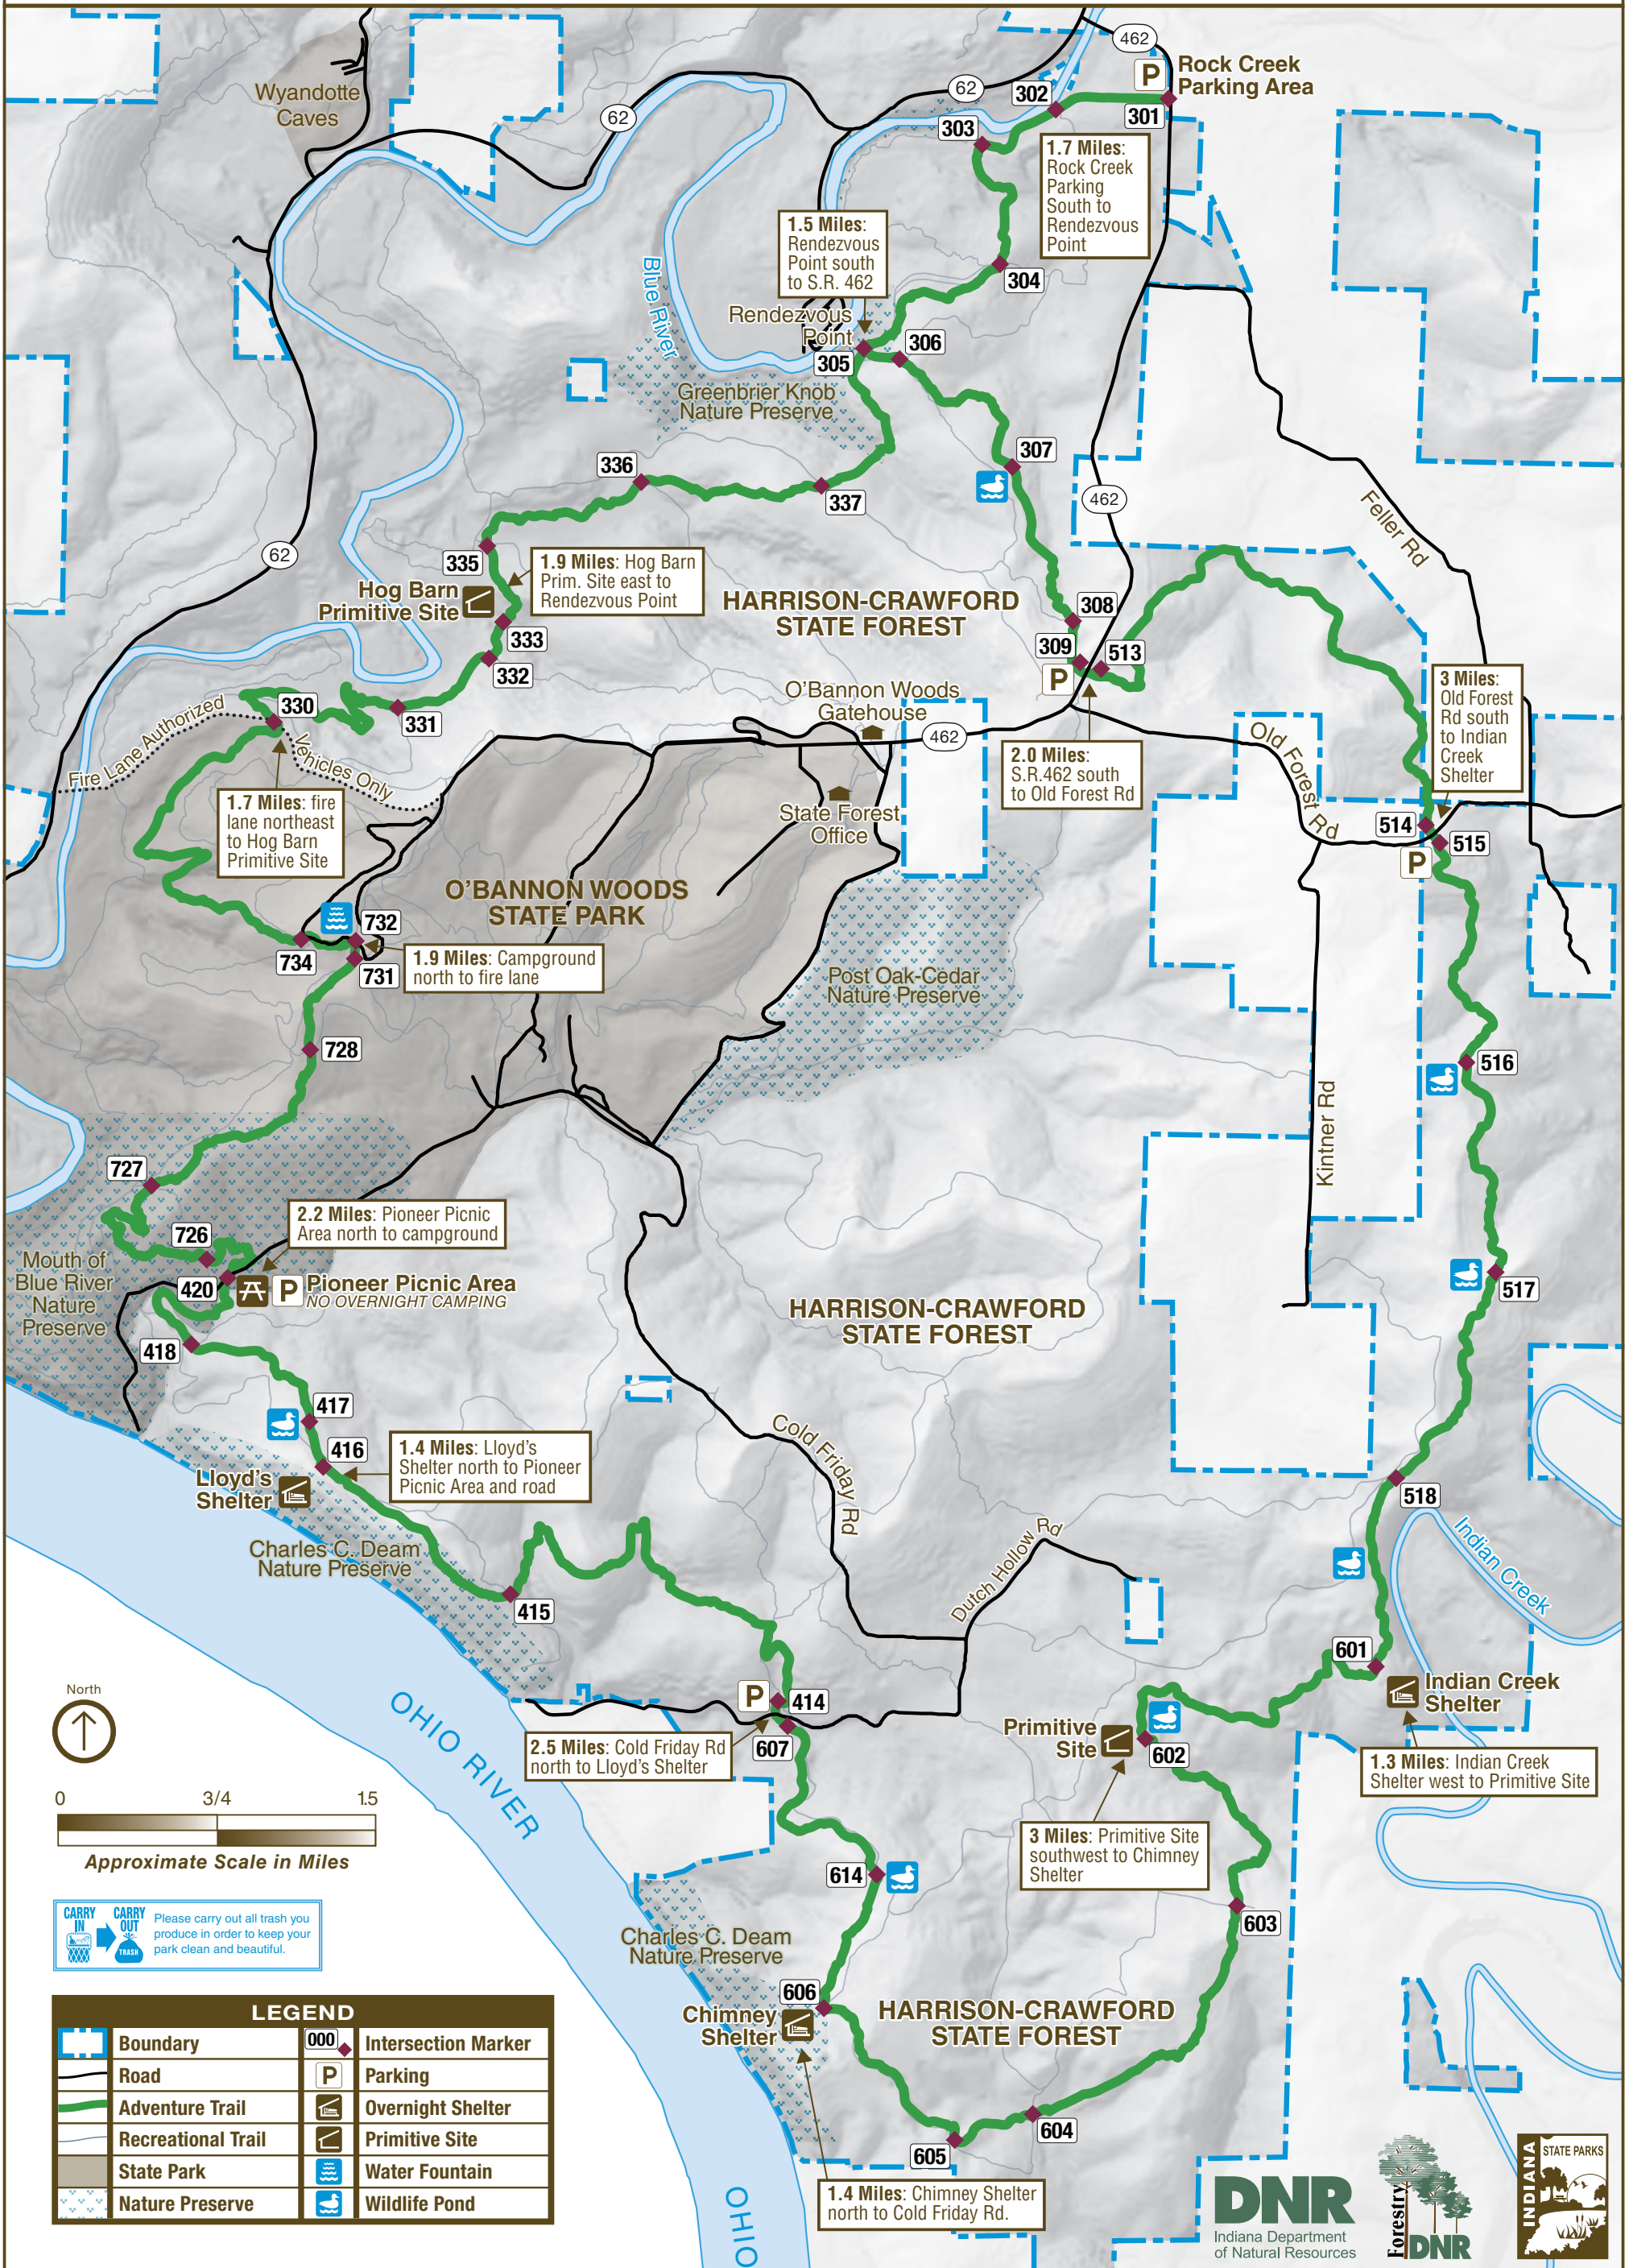 462
Rock Creek
Parking Area
P
62
302
301
303
Wyandotte
Caves
62
1.7 Miles:
Rock Creek
Parking
South to
Rendezvous
Point
1.5 Miles:
Rendezvous
Point south
to S.R. 462
304
Blue River
Rendezvous
Point
305
306
Greenbrier Knob
Nature Preserve
307
336
337
462
Feller Rd
62
335
1.9 Miles: Hog Barn
Prim. Site east to
Rendezvous Point
Hog Barn
Primitive Site
HARRISON-CRAWFORD
STATE FOREST
308
333
309
513
P
332
3 Miles:
Old Forest
Rd south
to Indian
Creek
Shelter
O'Bannon Woods
Gatehouse
330
331
462
Old Forest Rd
Fire Lane Authorized
Vehicles Only
2.0 Miles:
S.R.462 south
to Old Forest Rd
1.7 Miles: fire
lane northeast
to Hog Barn
Primitive Site
State Forest
Office
514
515
P
O'BANNON WOODS
STATE PARK
732
734
731
1.9 Miles: Campground
north to fire lane
Post Oak-Cedar
Nature Preserve
728
516
Kintner Rd
727
2.2 Miles: Pioneer Picnic
Area north to campground
726
Mouth of
Blue River
Nature
Preserve
420
P
Pioneer Picnic Area
NO OVERNIGHT CAMPING
517
HARRISON-CRAWFORD
STATE FOREST
418
417
416
1.4 Miles: Lloyd's
Shelter north to Pioneer
Picnic Area and road
Cold Friday Rd
Lloyd's
Shelter
518
Charles C. Deam
Nature Preserve
Dutch Hollow Rd
Indian Creek
415
601
North
Indian Creek
Shelter
P
414
OHIO RIVER
607
2.5 Miles: Cold Friday Rd
north to Lloyd's Shelter
Primitive
Site
602
1.3 Miles: Indian Creek
Shelter west to Primitive Site
0 3/4 1.5
Approximate Scale in Miles
3 Miles: Primitive Site
southwest to Chimney
Shelter
614
603
CARRY
IN
CARRY
OUT
TRASH
Please carry out all trash you
produce in order to keep your
park clean and beautiful.
Charles C. Deam
Nature Preserve
606
Chimney
Shelter
HARRISON-CRAWFORD
STATE FOREST
604
605
1.4 Miles: Chimney Shelter
north to Cold Friday Rd.
OHIO
LEGEND
Boundary
000
Intersection Marker
Road
P
Parking
Adventure Trail
Overnight Shelter
Recreational Trail
Primitive Site
State Park
Water Fountain
Nature Preserve
Wildlife Pond
DNR
Indiana Department
of Natural Resources
Forestry
DNR
INDIANA
STATE PARKS